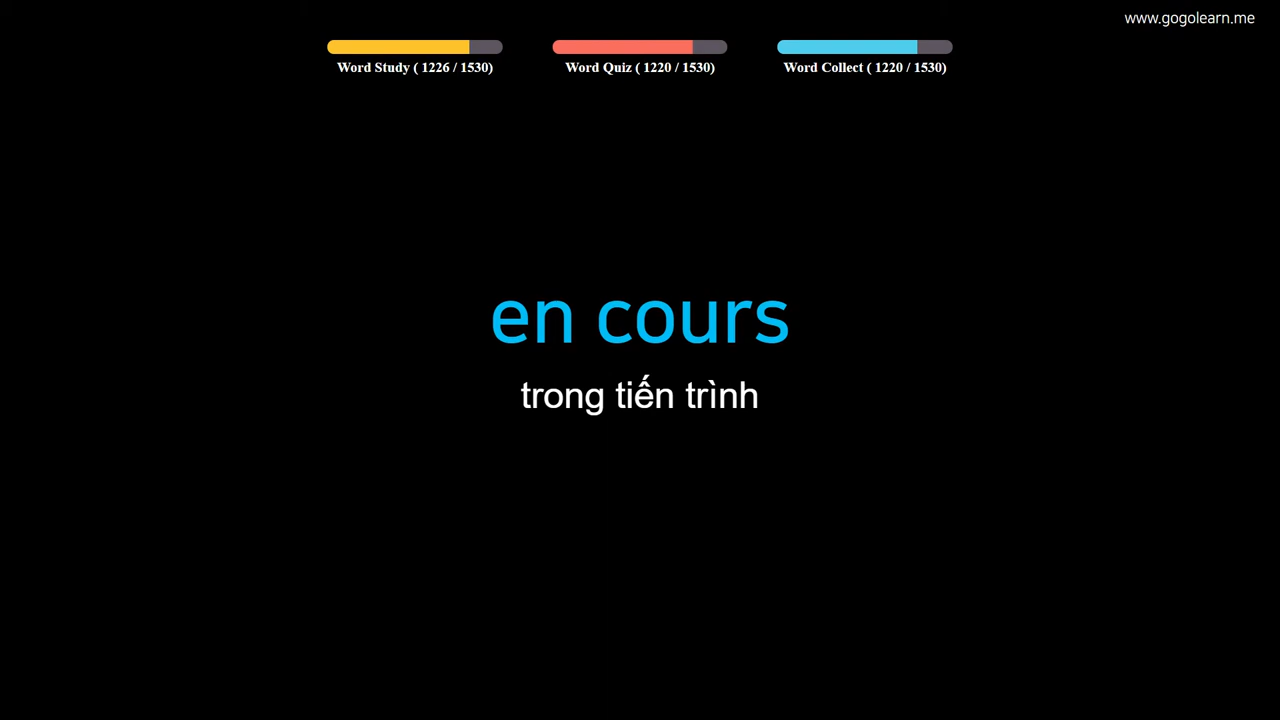 www.gogolearn.me
Word Study ( 1226 / 1530)
Word Quiz ( 1220 / 1530)
Word Collect ( 1220 / 1530)
en cours
trong tiến trình